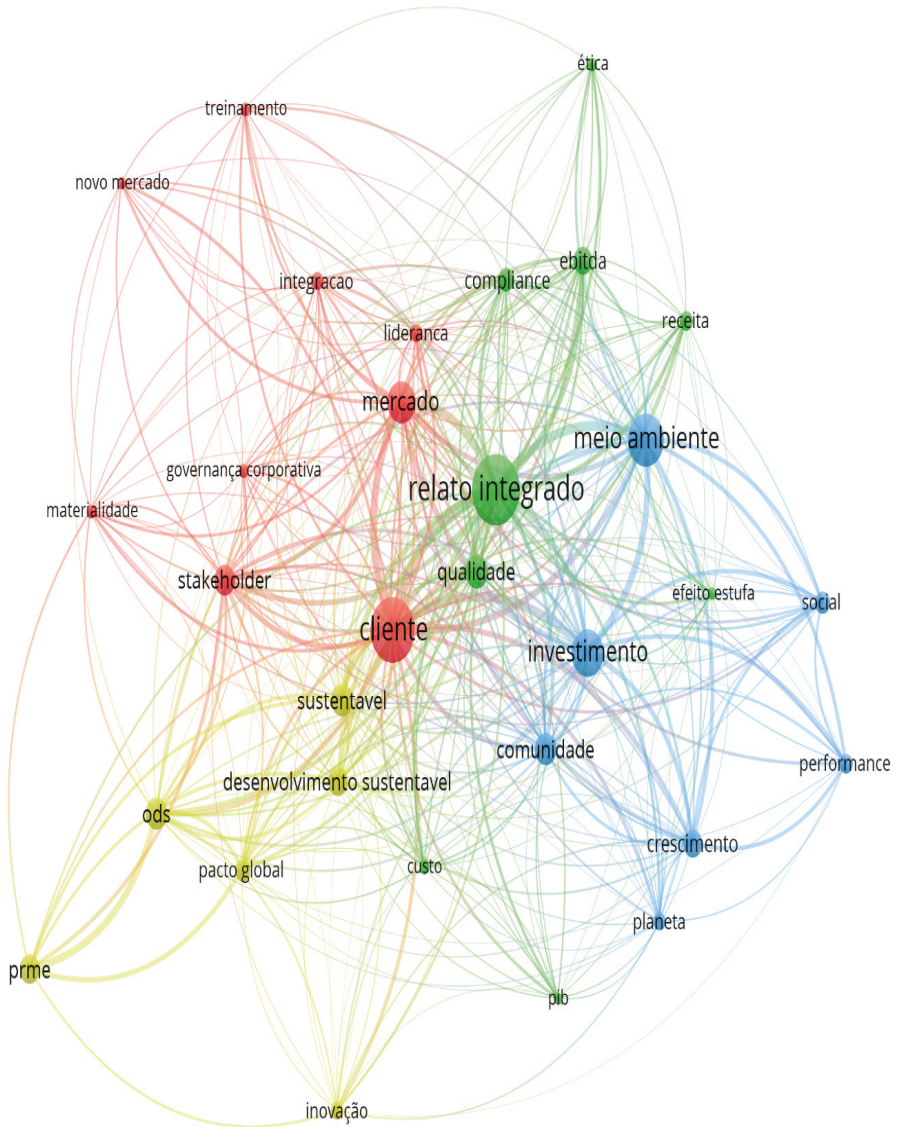 ética
treinamento
novo mercado
ebitda
compliance
integracao
receita
lideranca
mercado
meio ambiente
governança corporativa
relato integrado
materialidade
qualidade
stakeholder
efeito estufa
social
cliente
investimento
sustentavel
comunidade
performance
desenvolvimento sustentavel
ods
crescimento
pacto global
custo
planeta
prme
pib
inovação